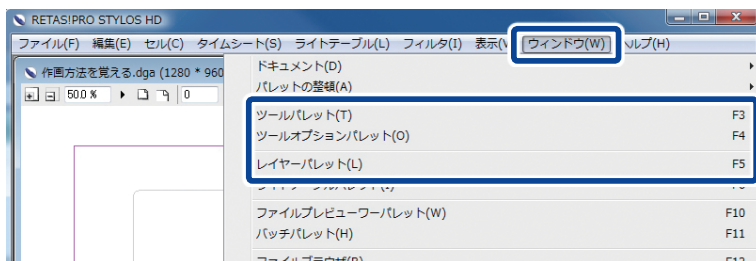 RETAS!PRO STYLOS HD
ファイル(F) 編集(E) セル(C) タイムシート(S) ライトテーブル(L) フィルタ(I) 表示(V ウィンドウ(W) ヘルプ(H)
作画方法を覚える.dga (1280 * 960
50.0 % 0
ドキュメント(D)
パレットの整頓(A)
ツールパレット(T) F3
ツールオプションパレット(O) F4
レイヤーパレット(L) F5
ファイルプレビューワーパレット(W) F10
バッチパレット(H) F11